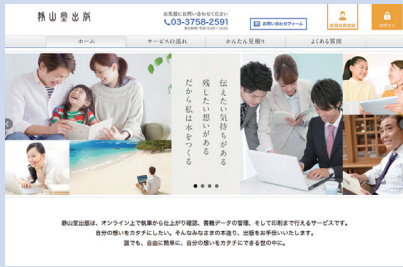 静山堂出版
お気軽にお問い合わせください
03-3758-2591
お問い合わせフォーム
新規会員登録
ログイン
ホーム
サービスの流れ
かんたん見積り
よくある質問
伝えたい気持ちがある
残したい想いがある
だから私は本をつくる
静山堂出版は、オンライン上で執筆から仕上がり確認、書籍データの管理、そして印刷まで行えるサービスです。
自分の想いをカタチにしたい。そんなみなさまの本造り、出版をお手伝いいたします。
誰でも、自由に簡単に、自分の想いをカタチにできる世の中に。